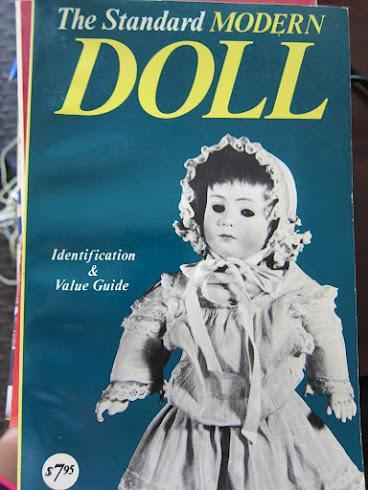 The Standard MODERN
DOLL
Identification
&
Value Guide
$7.95